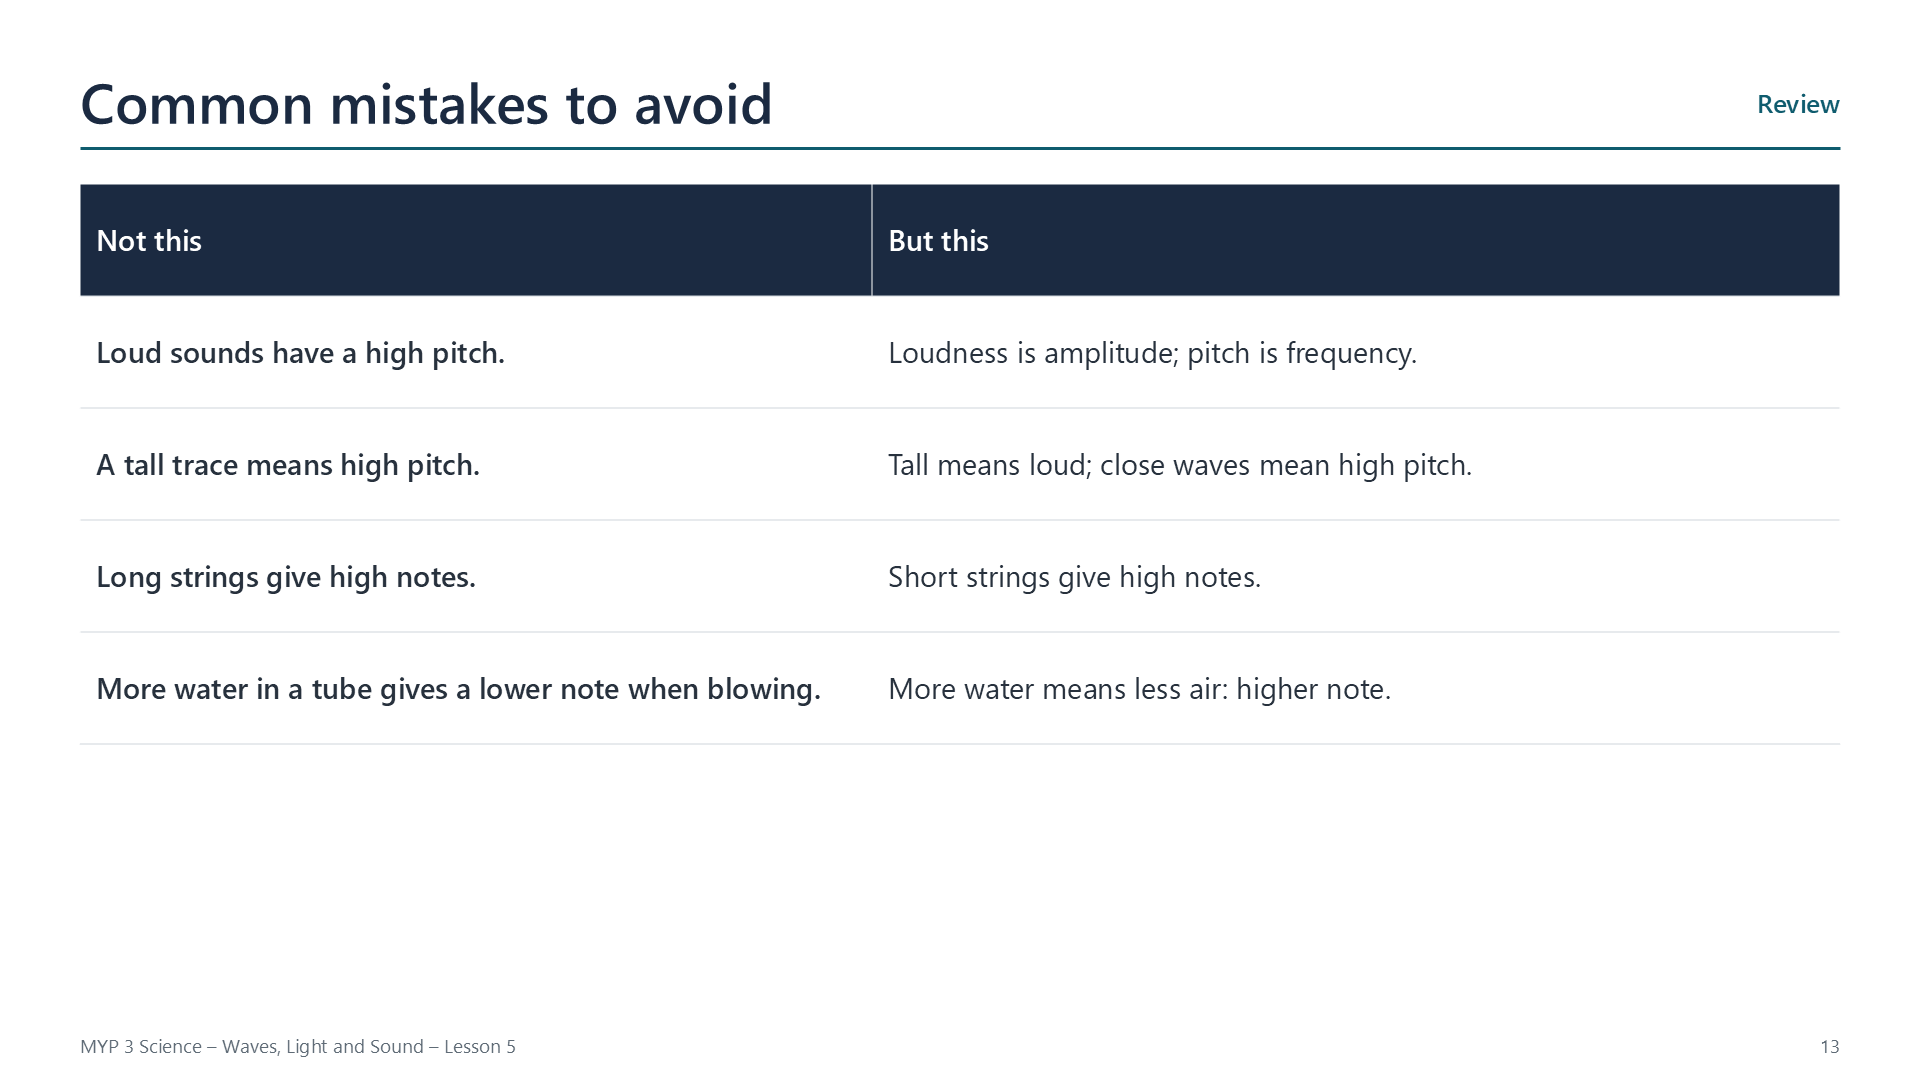 Common mistakes to avoid
Review
Not this
But this
Loud sounds have a high pitch.
Loudness is amplitude; pitch is frequency.
A tall trace means high pitch.
Tall means loud; close waves mean high pitch.
Long strings give high notes.
Short strings give high notes.
More water in a tube gives a lower note when blowing.
More water means less air: higher note.
MYP 3 Science – Waves, Light and Sound – Lesson 5
13